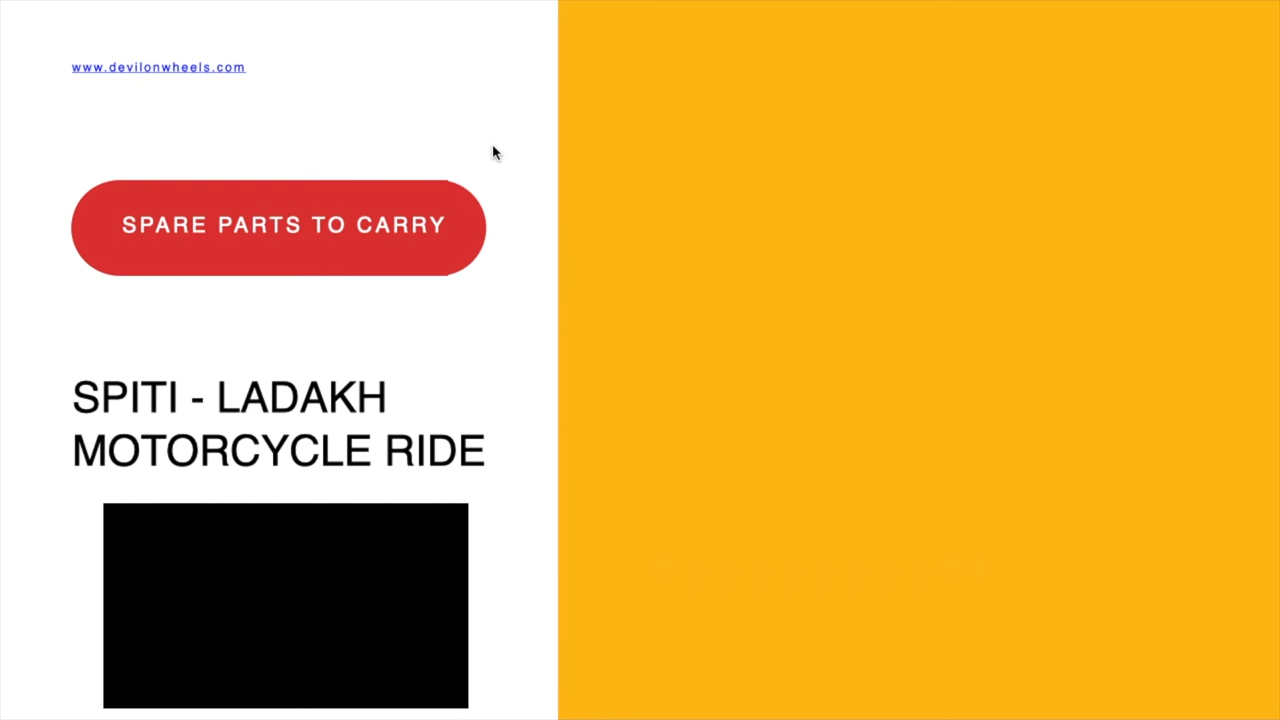 www.devilonwheels.com
SPARE PARTS TO CARRY
SPITI - LADAKH
MOTORCYCLE RIDE